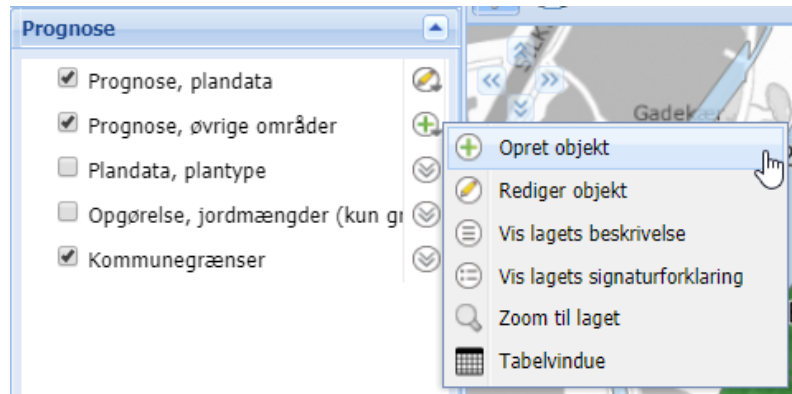 Prognose
Prognose, plandata
Prognose, øvrige områder
Plandata, plantype
Opgørelse, jordmængder (kun gr
Kommunegrænser
Opret objekt
Rediger objekt
Vis lagets beskrivelse
Vis lagets signaturforklaring
Zoom til laget
Tabelvindue